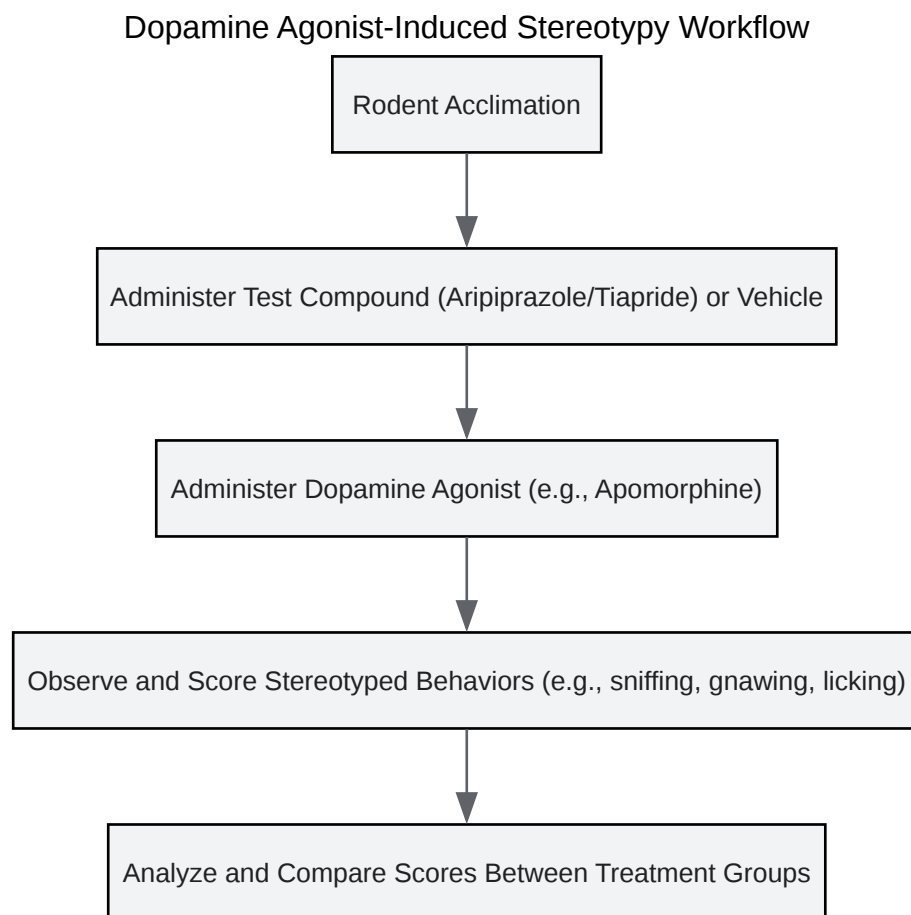 Dopamine Agonist-Induced Stereotypy Workflow
Rodent Acclimation
Administer Test Compound (Aripiprazole/Tiapride) or Vehicle
Administer Dopamine Agonist (e.g., Apomorphine)
Observe and Score Stereotyped Behaviors (e.g., sniffing, gnawing, licking)
Analyze and Compare Scores Between Treatment Groups